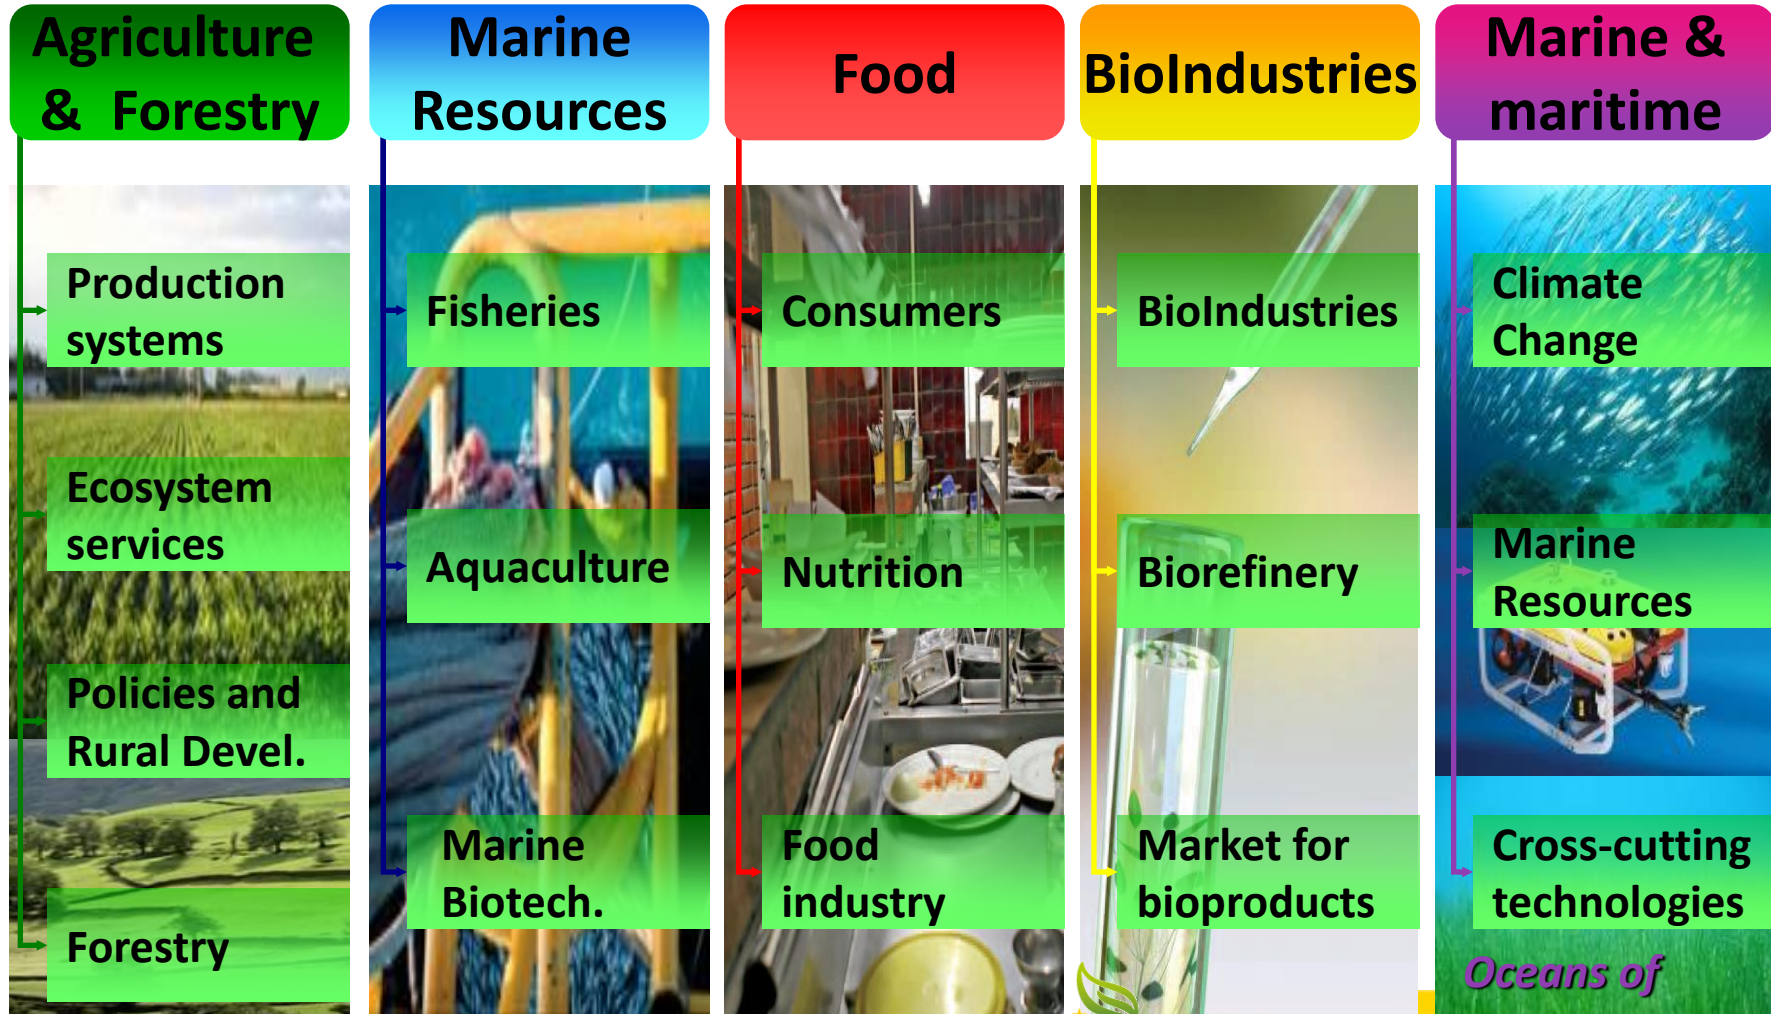 Agriculture
& Forestry
Production
systems
Ecosystem
services
Policies and
Rural Devel.
Forestry
Marine
Resources
Fisheries
Aquaculture
Marine
Biotech.
Food
Consumers
Nutrition
Food
industry
BioIndustries
BioIndustries
Biorefinery
Market for
bioproducts
Marine &
maritime
Climate
Change
Marine
Resources
Cross-cutting
technologies
Oceans of